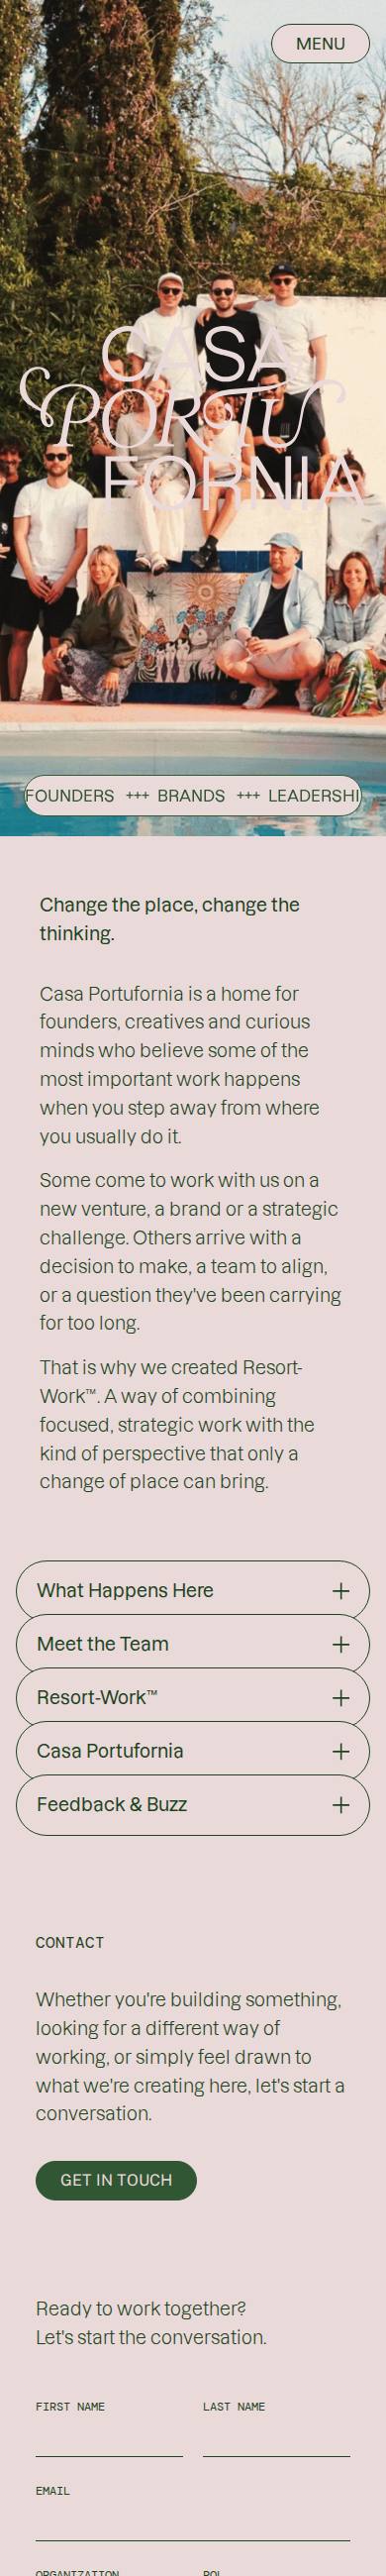 MENU
CASA
PORTU
FORNIA
FOUNDERS +++ BRANDS +++ LEADERSHI
Change the place, change the
thinking.
Casa Portufornia is a home for
founders, creatives and curious
minds who believe some of the
most important work happens
when you step away from where
you usually do it.
Some come to work with us on a
new venture, a brand or a strategic
challenge. Others arrive with a
decision to make, a team to align,
or a question they've been carrying
for too long.
That is why we created Resort-
Work™. A way of combining
focused, strategic work with the
kind of perspective that only a
change of place can bring.
What Happens Here
Meet the Team
Resort-Work™
Casa Portufornia
Feedback & Buzz
CONTACT
Whether you're building something,
looking for a different way of
working, or simply feel drawn to
what we're creating here, let's start a
conversation.
GET IN TOUCH
Ready to work together?
Let's start the conversation.
FIRST NAME LAST NAME
EMAIL
ORGANIZATION